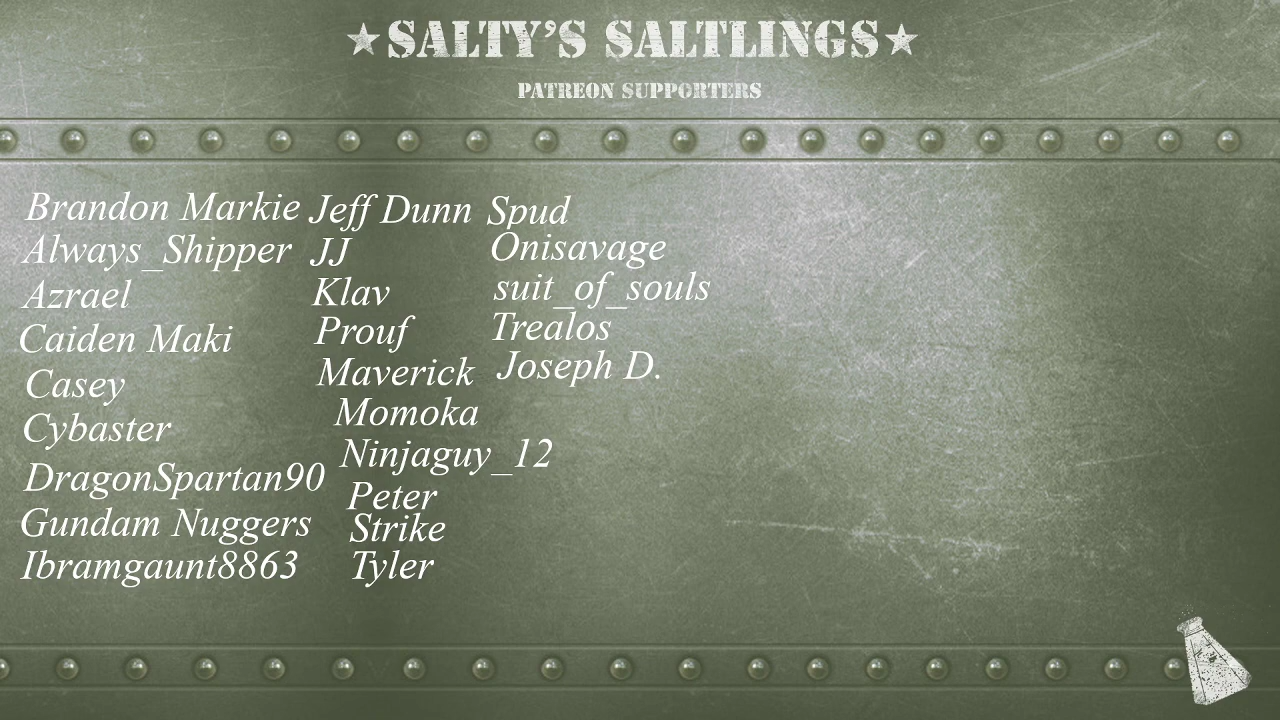 ★SALTY'S SALTLINGS★
PATREON SUPPORTERS
Brandon Markie
Always_Shipper
Azrael
Caiden Maki
Casey
Cybaster
DragonSpartan90
Gundam Nuggers
Ibramgaunt8863
Jeff Dunn
JJ
Klav
Prouf
Maverick
Momoka
Ninjaguy_12
Peter
Strike
Tyler
Spud
Onisavage
suit_of_souls
Trealos
Joseph D.